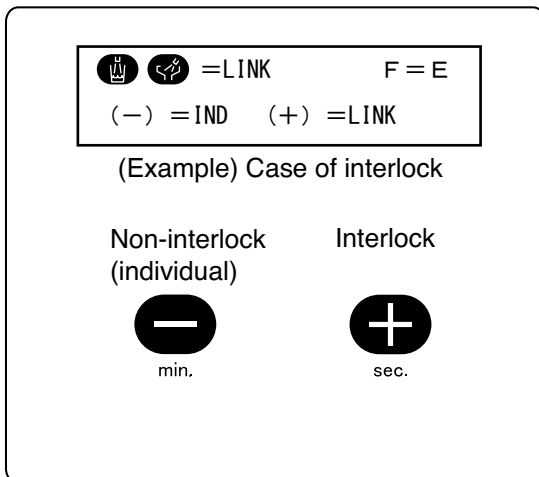 =LINK F=E
(−) =IND (+) =LINK
(Example) Case of interlock
Non-interlock Interlock
(individual)
min. sec.